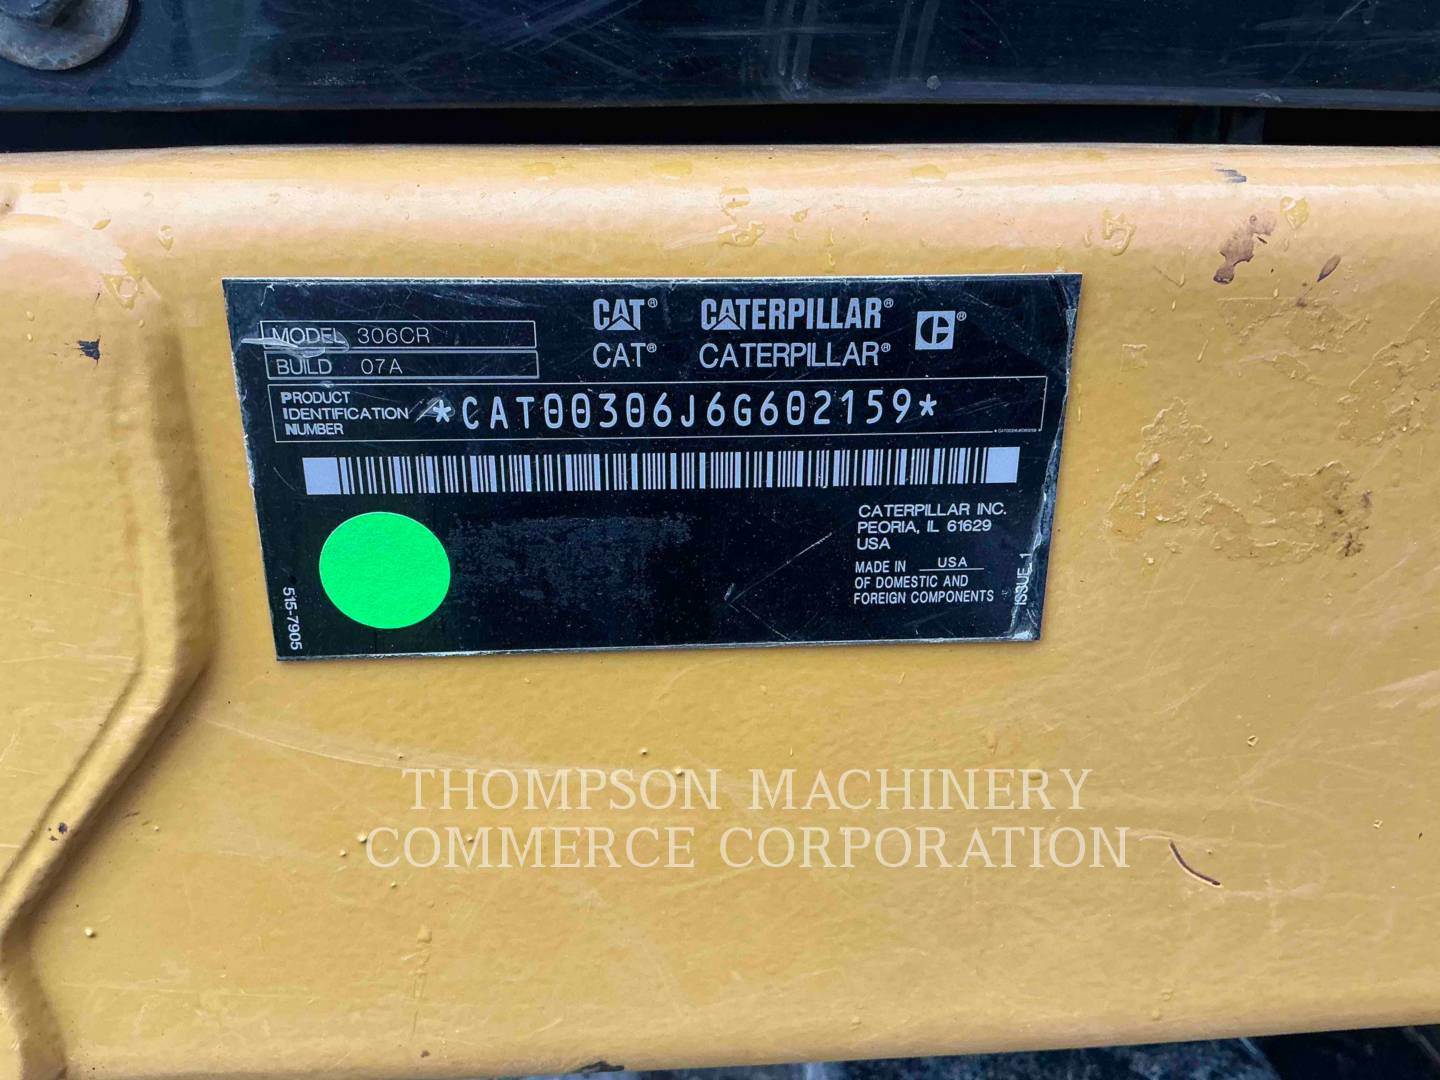 MODEL 306CR
BUILD 07A
CAT® CATERPILLAR® ®
CAT® CATERPILLAR®
PRODUCT
IDENTIFICATION
NUMBER
*CAT00306J6G602159*
CATERPILLAR INC.
PEORIA, IL 61629
USA
MADE IN USA
OF DOMESTIC AND
FOREIGN COMPONENTS
515-7905
ISSUE 1
THOMPSON MACHINERY
COMMERCE CORPORATION